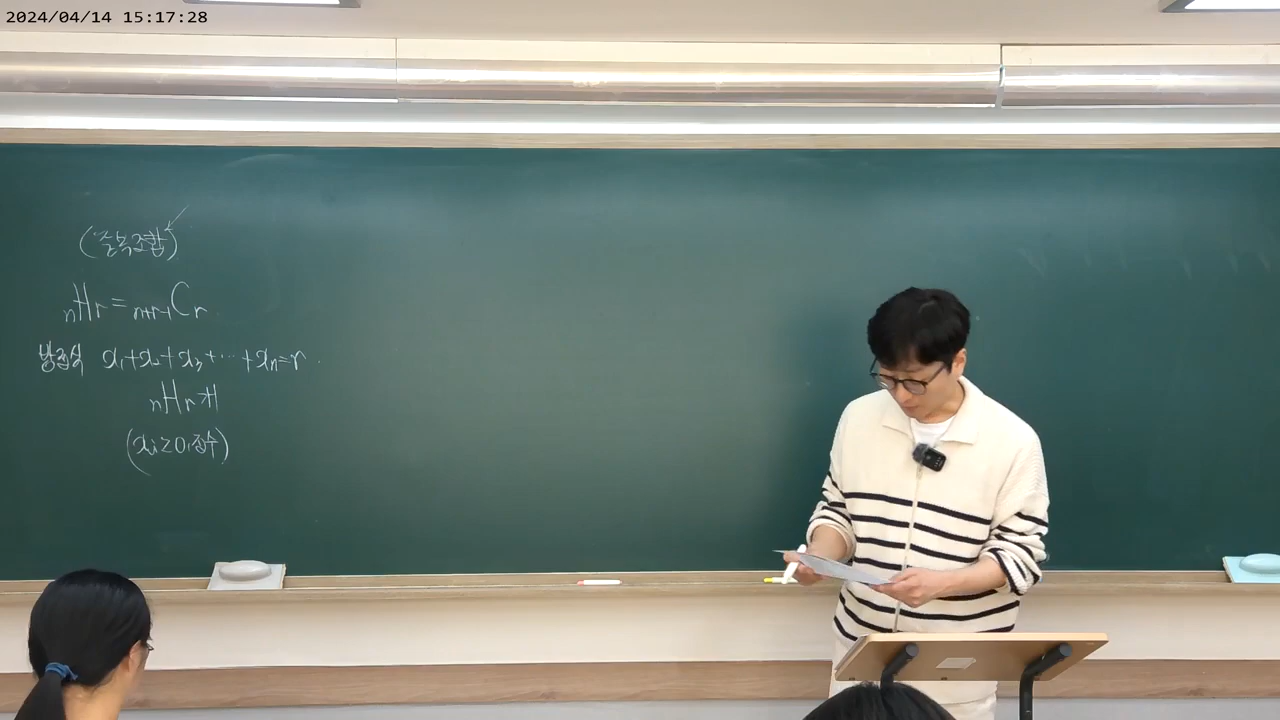 2024/04/14 15:17:28
(중복조합)
nHr = n+r-1Cr
방정식 x₁+x₂+x₃+⋯+xn=r.
nHr개
(xi≥0, 정수)